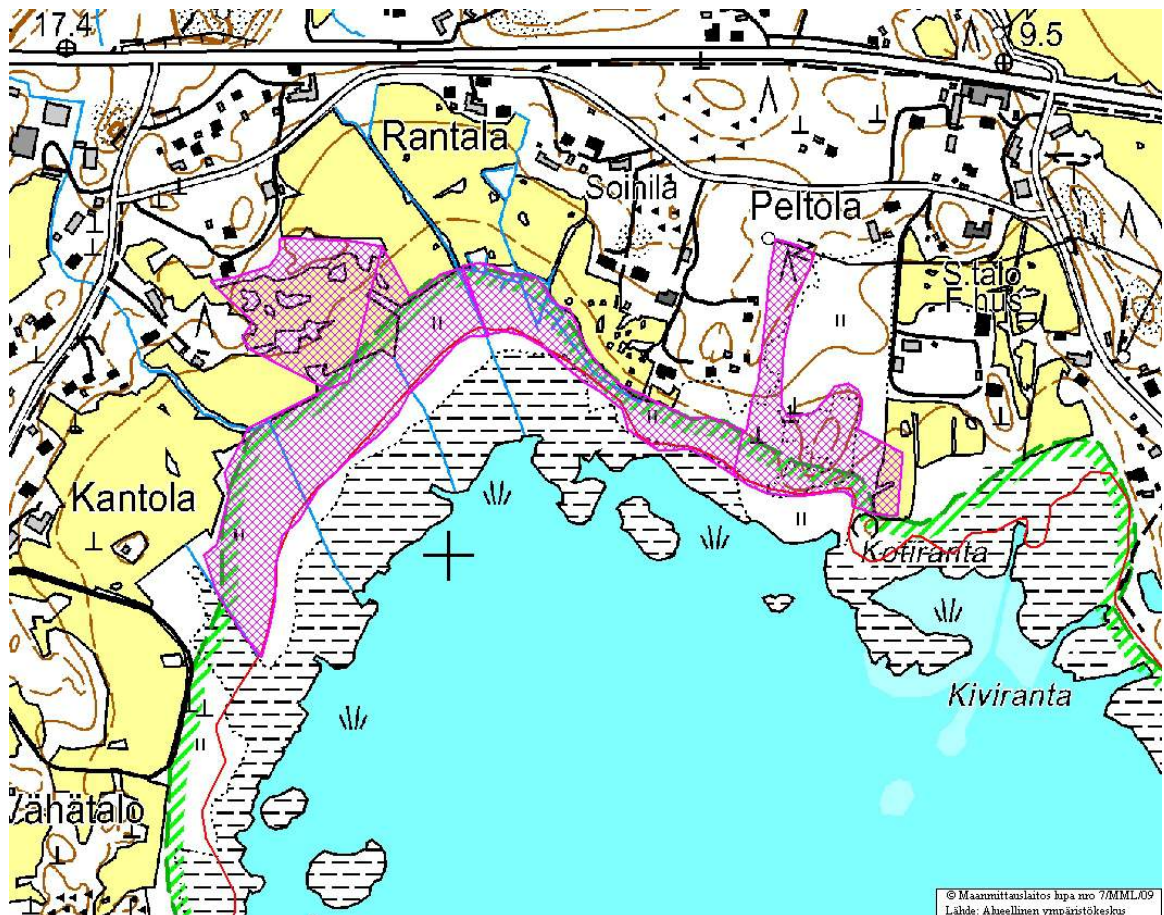 17.4
9.5
Rantala
Soihila
Peltola
S.talo
F.hus
Kantola
Kotiranta
Kiviranta
Vähätalo
© Maanmittauslaitos lupa nro 7/MML/09
Lähde: Alueellinen ympäristökeskus